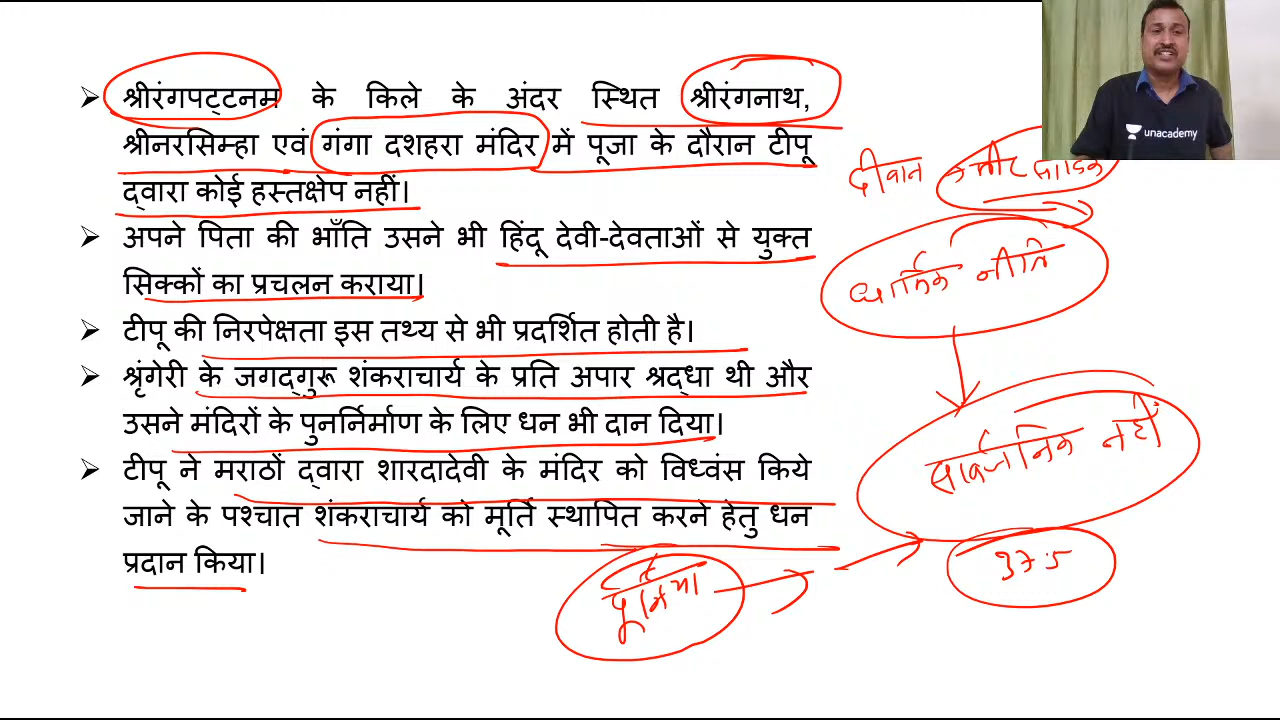 श्रीरंगपट्टनम के किले के अंदर स्थित श्रीरंगनाथ,
श्रीनरसिम्हा एवं गंगा दशहरा मंदिर में पूजा के दौरान टीपू
द्वारा कोई हस्तक्षेप नहीं।
अपने पिता की भाँति उसने भी हिंदू देवी-देवताओं से युक्त
सिक्कों का प्रचलन कराया।
टीपू की निरपेक्षता इस तथ्य से भी प्रदर्शित होती है।
श्रृंगेरी के जगद्गुरू शंकराचार्य के प्रति अपार श्रद्धा थी और
उसने मंदिरों के पुनर्निर्माण के लिए धन भी दान दिया।
टीपू ने मराठों द्वारा शारदादेवी के मंदिर को विध्वंस किये
जाने के पश्चात शंकराचार्य को मूर्ति स्थापित करने हेतु धन
प्रदान किया।
unacademy
दीवान
धार्मिक नीति
सार्वजनिक नहीं
पूर्निया